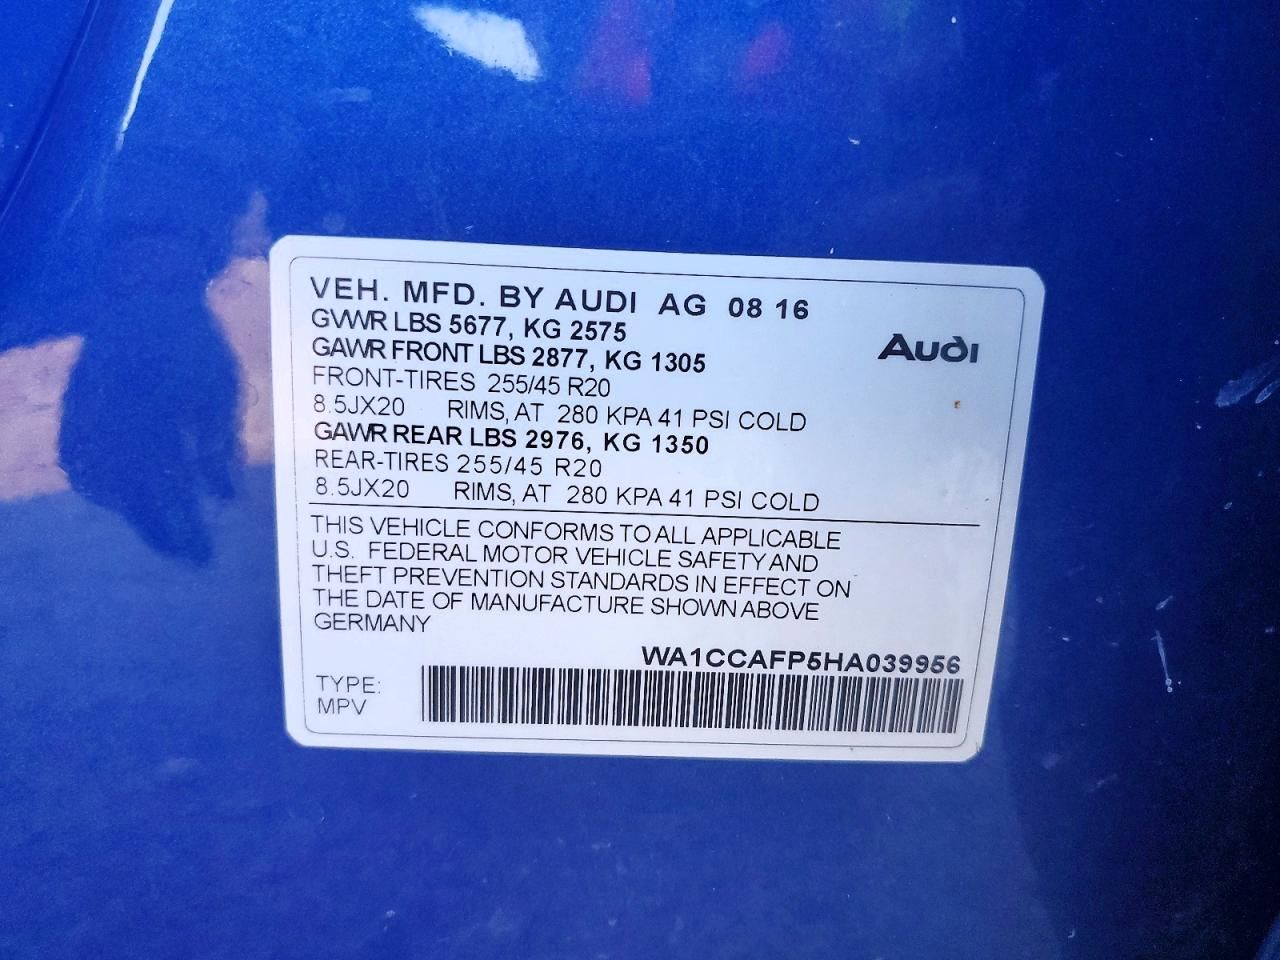 VEH. MFD. BY AUDI AG 08 16
GVWR LBS 5677, KG 2575
Audi
GAWR FRONT LBS 2877, KG 1305
FRONT-TIRES 255/45 R20
8.5JX20 RIMS, AT 280 KPA 41 PSI COLD
GAWR REAR LBS 2976, KG 1350
REAR-TIRES 255/45 R20
8.5JX20 RIMS, AT 280 KPA 41 PSI COLD
THIS VEHICLE CONFORMS TO ALL APPLICABLE
U.S. FEDERAL MOTOR VEHICLE SAFETY AND
THEFT PREVENTION STANDARDS IN EFFECT ON
THE DATE OF MANUFACTURE SHOWN ABOVE
GERMANY
WA1CCAFP5HA039956
TYPE:
MPV